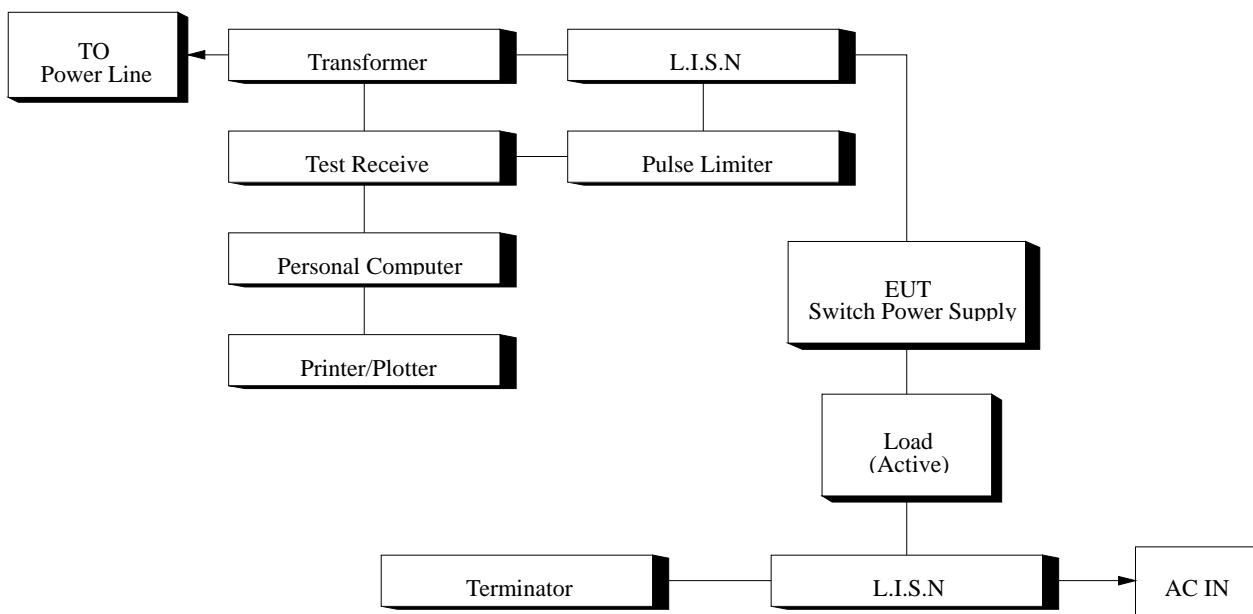 TO
Power Line
Transformer
L.I.S.N
Test Receive
Pulse Limiter
Personal Computer
EUT
Switch Power Supply
Printer/Plotter
Load
(Active)
Terminator
L.I.S.N
AC IN